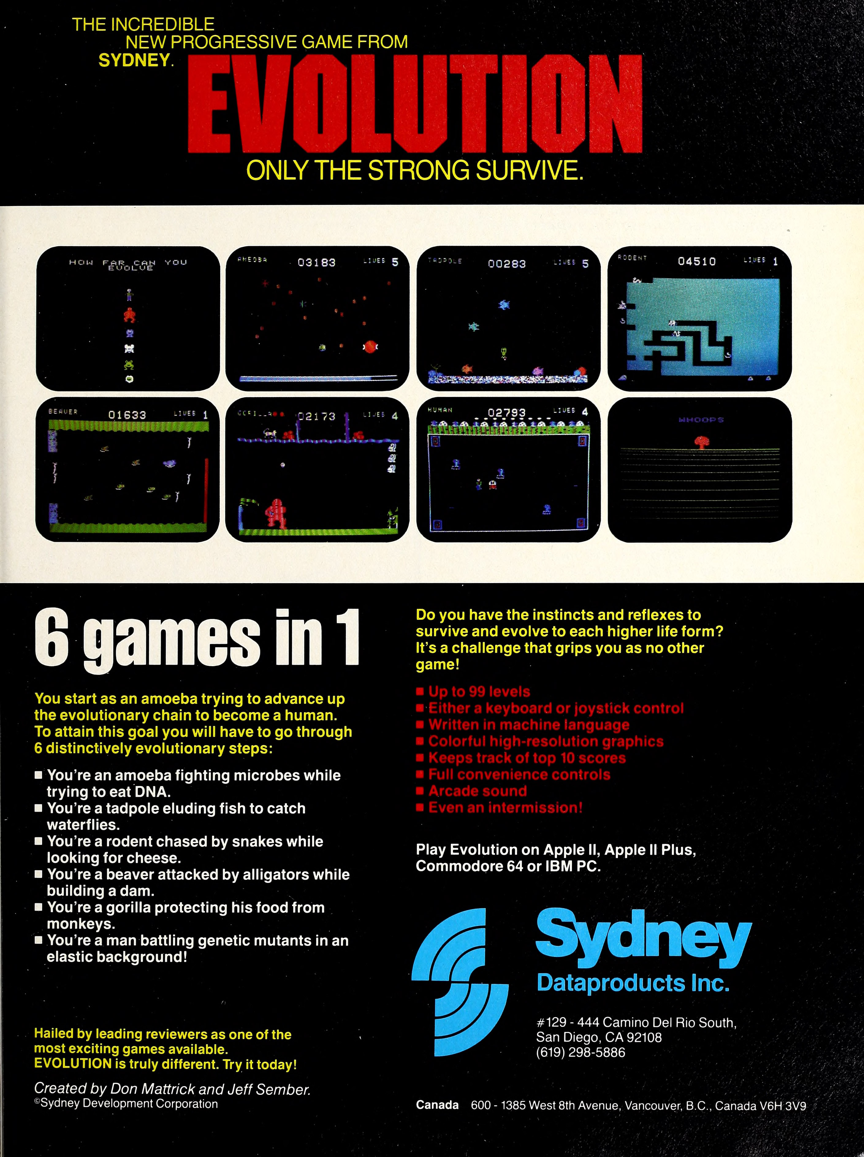 THE INCREDIBLE
NEW PROGRESSIVE GAME FROM
SYDNEY.
EVOLUTION
ONLY THE STRONG SURVIVE.
HOW FAR CAN YOU
EVOLVE
AMEOBA 03183 LIVES 5
TADPOLE 00283 LIVES 5
RODENT 04510 LIVES 1
BEAVER 01633 LIVES 1
GORILLA 02173 LIVES 4
HUMAN 02793 LIVES 4
WHOOPS
6 games in 1
You start as an amoeba trying to advance up
the evolutionary chain to become a human.
To attain this goal you will have to go through
6 distinctively evolutionary steps:
■ You're an amoeba fighting microbes while
trying to eat DNA.
■ You're a tadpole eluding fish to catch
waterflies.
■ You're a rodent chased by snakes while
looking for cheese.
■ You're a beaver attacked by alligators while
building a dam.
■ You're a gorilla protecting his food from
monkeys.
■ You're a man battling genetic mutants in an
elastic background!
Hailed by leading reviewers as one of the
most exciting games available.
EVOLUTION is truly different. Try it today!
Created by Don Mattrick and Jeff Sember.
©Sydney Development Corporation
Do you have the instincts and reflexes to
survive and evolve to each higher life form?
It's a challenge that grips you as no other
game!
■ Up to 99 levels
■ Either a keyboard or joystick control
■ Written in machine language
■ Colorful high-resolution graphics
■ Keeps track of top 10 scores
■ Full convenience controls
■ Arcade sound
■ Even an intermission!
Play Evolution on Apple II, Apple II Plus,
Commodore 64 or IBM PC.
Sydney
Dataproducts Inc.
#129 - 444 Camino Del Rio South,
San Diego, CA 92108
(619) 298-5886
Canada 600 - 1385 West 8th Avenue, Vancouver, B.C., Canada V6H 3V9